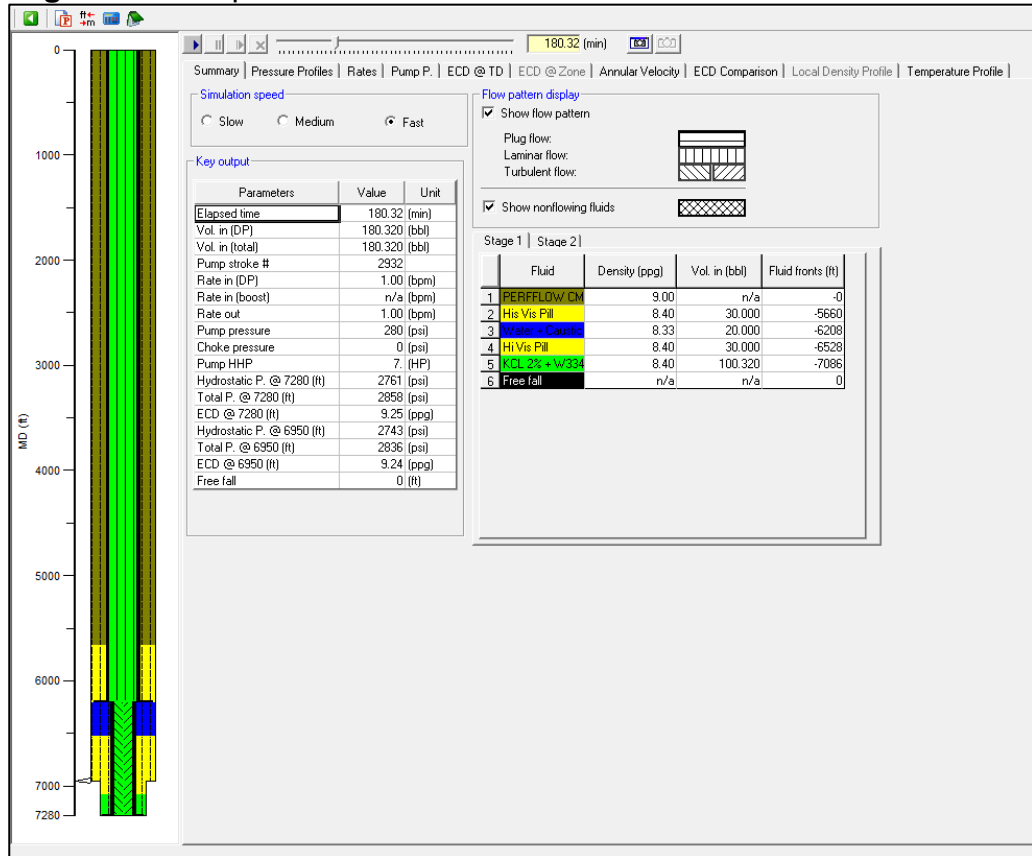 180.32 (min)
Summary Pressure Profiles Rates Pump P. ECD @ TD ECD @ Zone Annular Velocity ECD Comparison Local Density Profile Temperature Profile
Simulation speed
Slow Medium Fast
Key output
Parameters Value Unit
Elapsed time 180.32 (min)
Vol. in (DP) 180.320 (bbl)
Vol. in (total) 180.320 (bbl)
Pump stroke # 2932
Rate in (DP) 1.00 (bpm)
Rate in (boost) n/a (bpm)
Rate out 1.00 (bpm)
Pump pressure 280 (psi)
Choke pressure 0 (psi)
Pump HHP 7. (HP)
Hydrostatic P. @ 7280 (ft) 2761 (psi)
Total P. @ 7280 (ft) 2858 (psi)
ECD @ 7280 (ft) 9.25 (ppg)
Hydrostatic P. @ 6950 (ft) 2743 (psi)
Total P. @ 6950 (ft) 2836 (psi)
ECD @ 6950 (ft) 9.24 (ppg)
Free fall 0 (ft)
Flow pattern display
Show flow pattern
Plug flow:
Laminar flow:
Turbulent flow:
Show nonflowing fluids
Stage 1 Stage 2
Fluid Density (ppg) Vol. in (bbl) Fluid fronts (ft)
1 PERFFLOW CM 9.00 n/a -0
2 His Vis Pill 8.40 30.000 -5660
3 Water + Caustic 8.33 20.000 -6208
4 Hi Vis Pill 8.40 30.000 -6528
5 KCL 2% + W334 8.40 100.320 -7086
6 Free fall n/a n/a 0
MD (ft)
0
1000
2000
3000
4000
5000
6000
7000
7280